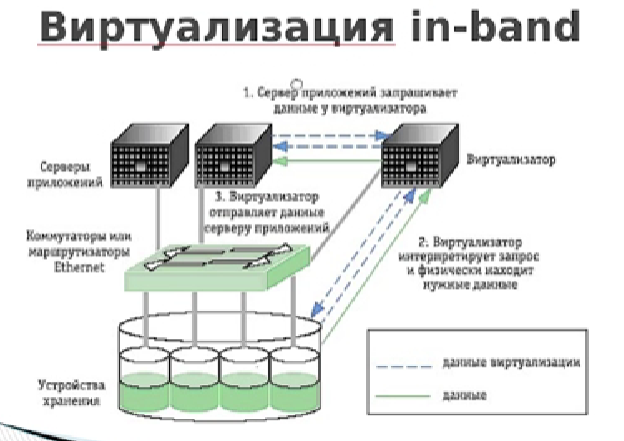 Виртуализация in-band
1. Сервер приложений запрашивает
данные у виртуализатора
Серверы
приложений
Виртуализатор
3. Виртуализатор
отправляет данные
серверу приложений
Коммутаторы или
маршрутизаторы
Ethernet
2. Виртуализатор
интерпретирует запрос
и физически находит
нужные данные
данные виртуализации
данные
Устройства
хранения